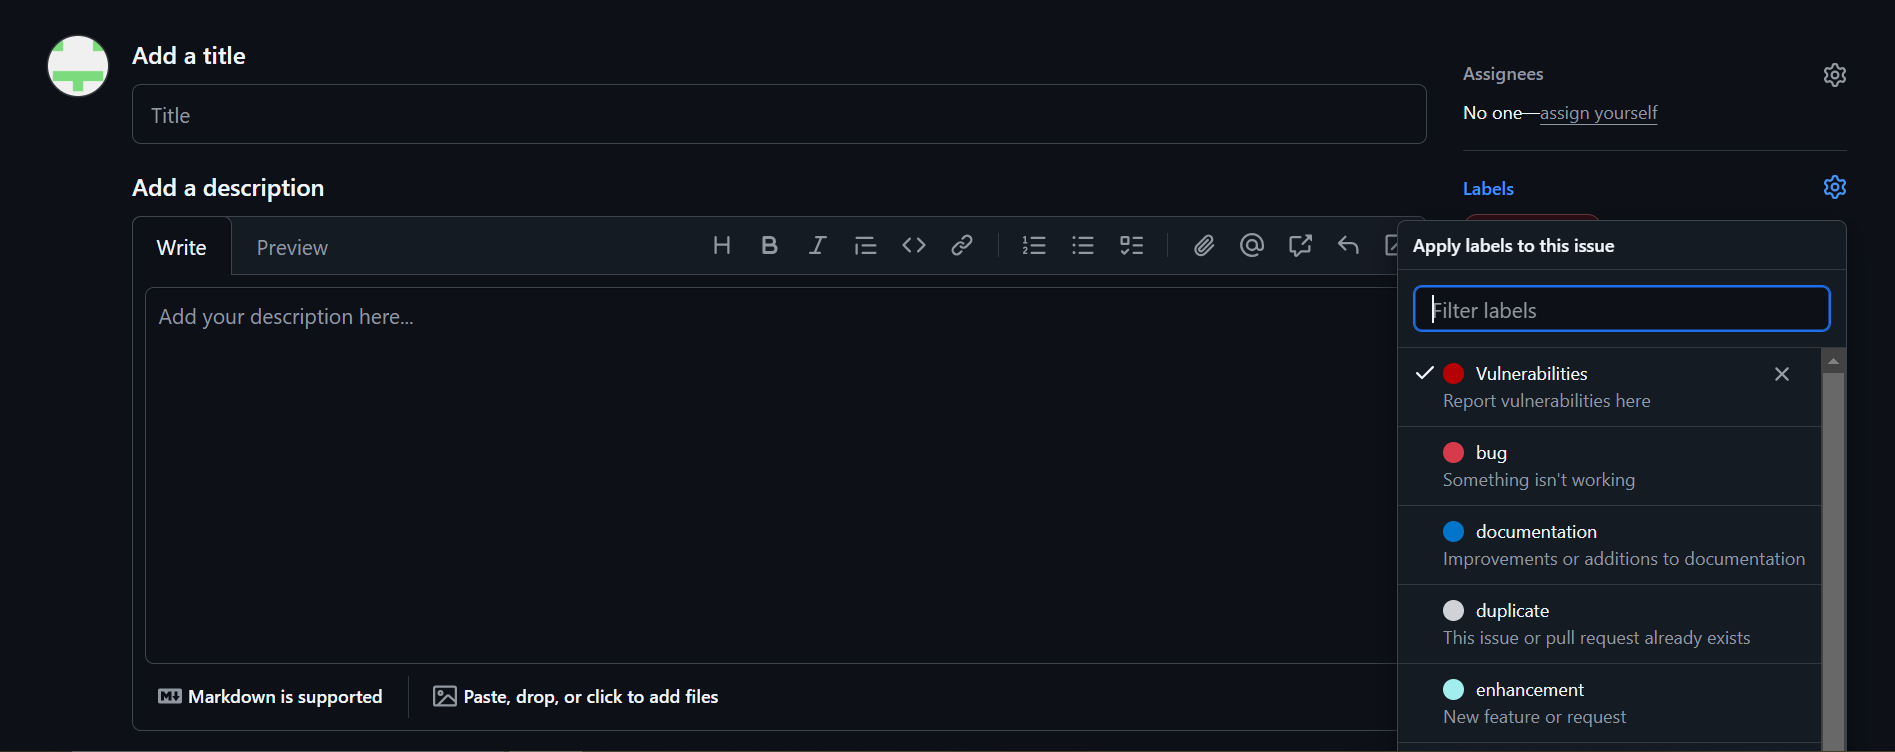 Add a title
Title
Add a description
Write
Preview
Add your description here...
Markdown is supported
Paste, drop, or click to add files
Assignees
No one—assign yourself
Labels
Apply labels to this issue
Filter labels
Vulnerabilities
Report vulnerabilities here
bug
Something isn't working
documentation
Improvements or additions to documentation
duplicate
This issue or pull request already exists
enhancement
New feature or request